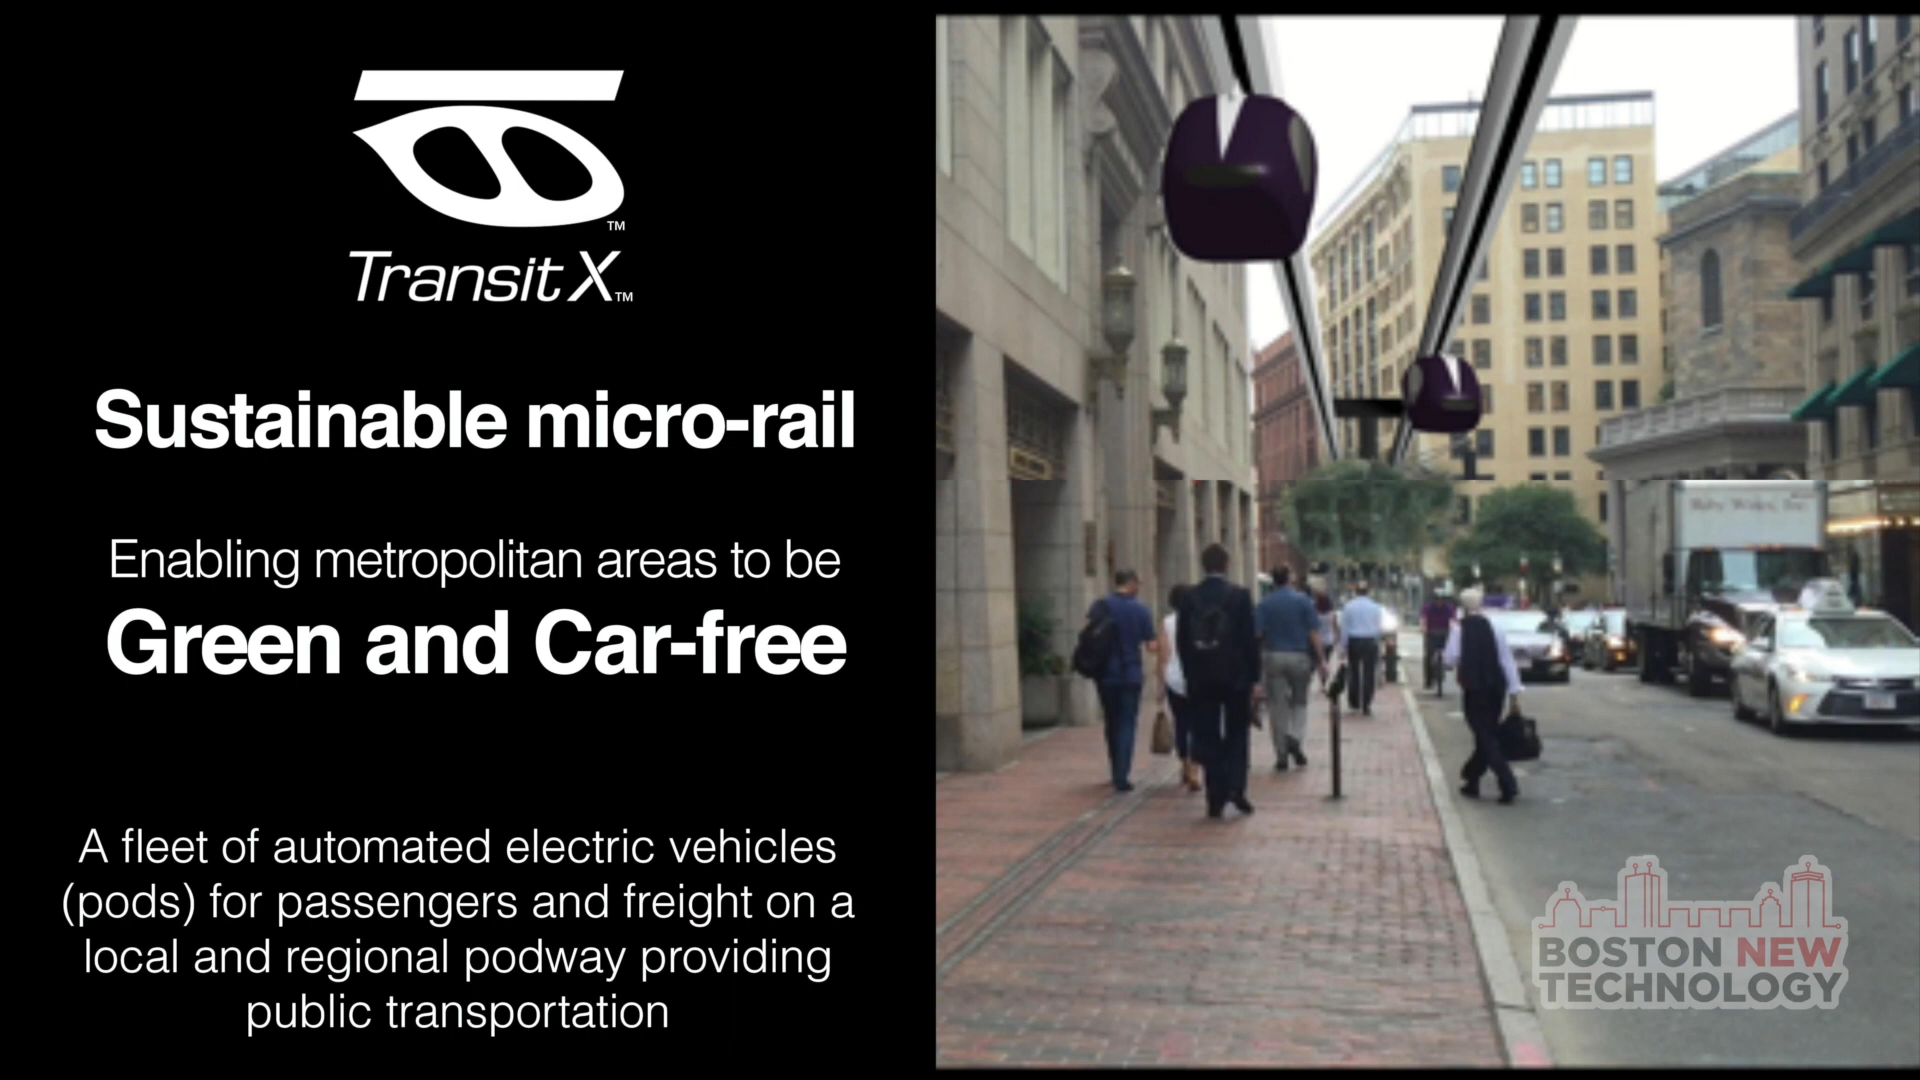 TM
Transit X TM
Sustainable micro-rail
Enabling metropolitan areas to be
Green and Car-free
A fleet of automated electric vehicles
(pods) for passengers and freight on a
local and regional podway providing
public transportation
BOSTON NEW
TECHNOLOGY